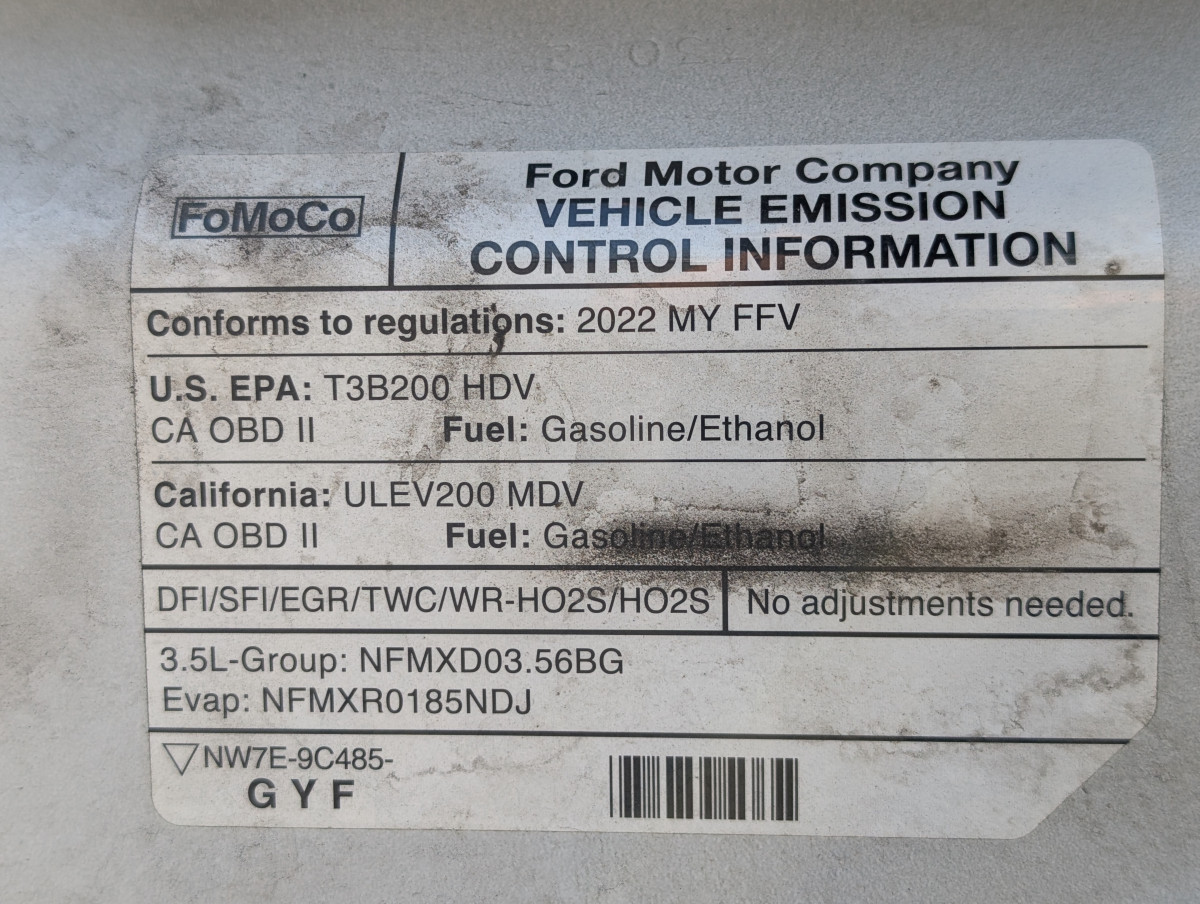 FoMoCo
Ford Motor Company
VEHICLE EMISSION
CONTROL INFORMATION
Conforms to regulations: 2022 MY FFV
U.S. EPA: T3B200 HDV
CA OBD II Fuel: Gasoline/Ethanol
California: ULEV200 MDV
CA OBD II Fuel: Gasoline/Ethanol
DFI/SFI/EGR/TWC/WR-HO2S/HO2S
No adjustments needed.
3.5L-Group: NFMXD03.56BG
Evap: NFMXR0185NDJ
▽NW7E-9C485-
G Y F